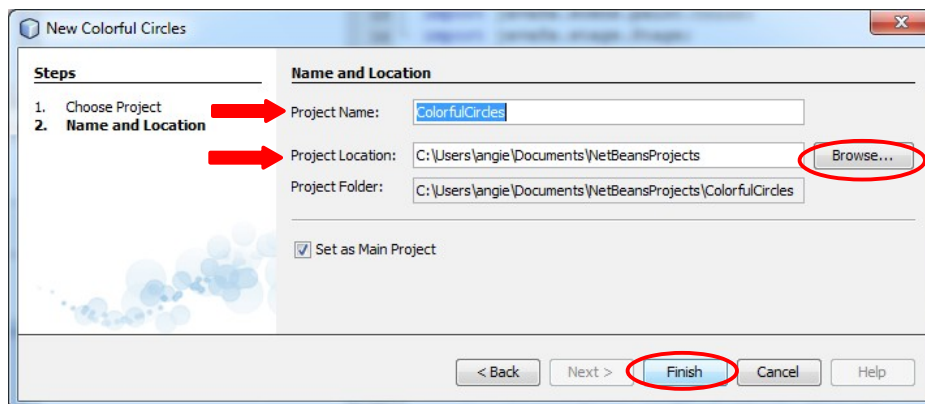 New Colorful Circles
Steps
1. Choose Project
2. Name and Location
Name and Location
Project Name: ColorfulCircles
Project Location: C:\Users\angie\Documents\NetBeansProjects Browse...
Project Folder: C:\Users\angie\Documents\NetBeansProjects\ColorfulCircles
Set as Main Project
< Back Next > Finish Cancel Help